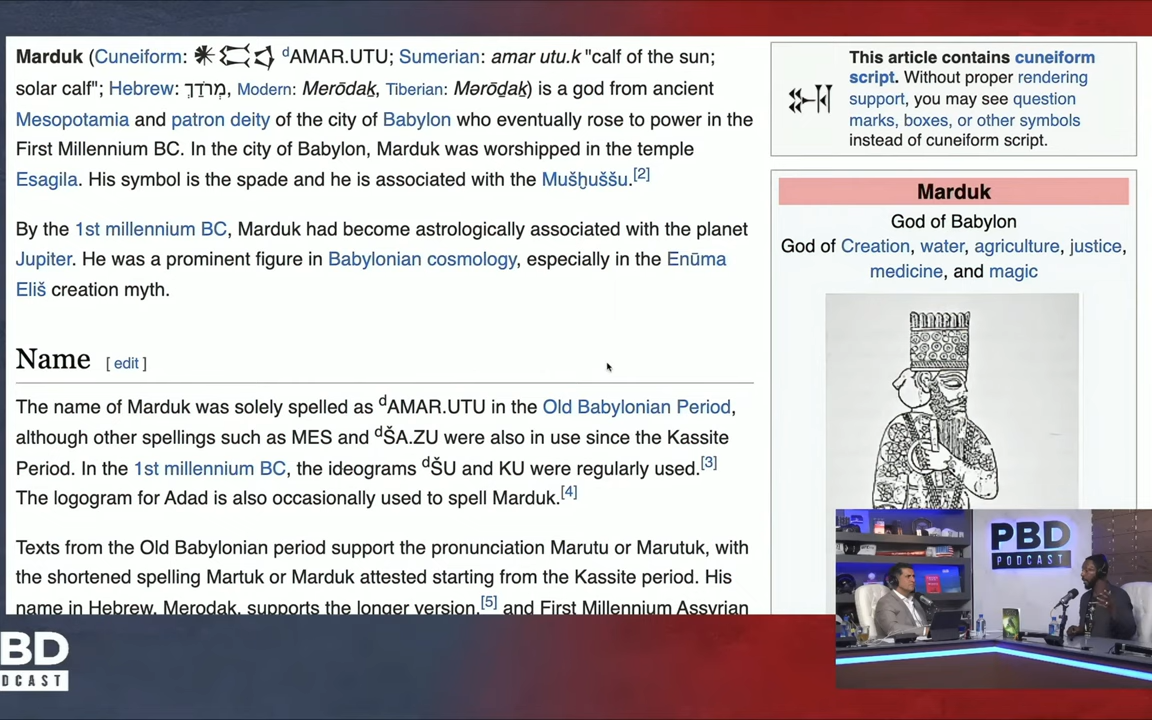 Marduk (Cuneiform: 𒀭𒀫𒌓 ᵈAMAR.UTU; Sumerian: amar utu.k "calf of the sun;
solar calf"; Hebrew: מְרֹדַךְ, Modern: Merōdaḵ, Tiberian: Mərōḏaḵ) is a god from ancient
Mesopotamia and patron deity of the city of Babylon who eventually rose to power in the
First Millennium BC. In the city of Babylon, Marduk was worshipped in the temple
Esagila. His symbol is the spade and he is associated with the Mušḫuššu.[2]
By the 1st millennium BC, Marduk had become astrologically associated with the planet
Jupiter. He was a prominent figure in Babylonian cosmology, especially in the Enūma
Eliš creation myth.
Name [ edit ]
The name of Marduk was solely spelled as ᵈAMAR.UTU in the Old Babylonian Period,
although other spellings such as MES and ᵈŠA.ZU were also in use since the Kassite
Period. In the 1st millennium BC, the ideograms ᵈŠU and KU were regularly used.[3]
The logogram for Adad is also occasionally used to spell Marduk.[4]
Texts from the Old Babylonian period support the pronunciation Marutu or Marutuk, with
the shortened spelling Martuk or Marduk attested starting from the Kassite period. His
name in Hebrew, Merodak, supports the longer version,[5] and First Millennium Assyrian
This article contains cuneiform
script. Without proper rendering
support, you may see question
marks, boxes, or other symbols
instead of cuneiform script.
Marduk
God of Babylon
God of Creation, water, agriculture, justice,
medicine, and magic
PBD
PODCAST
BD
DCAST